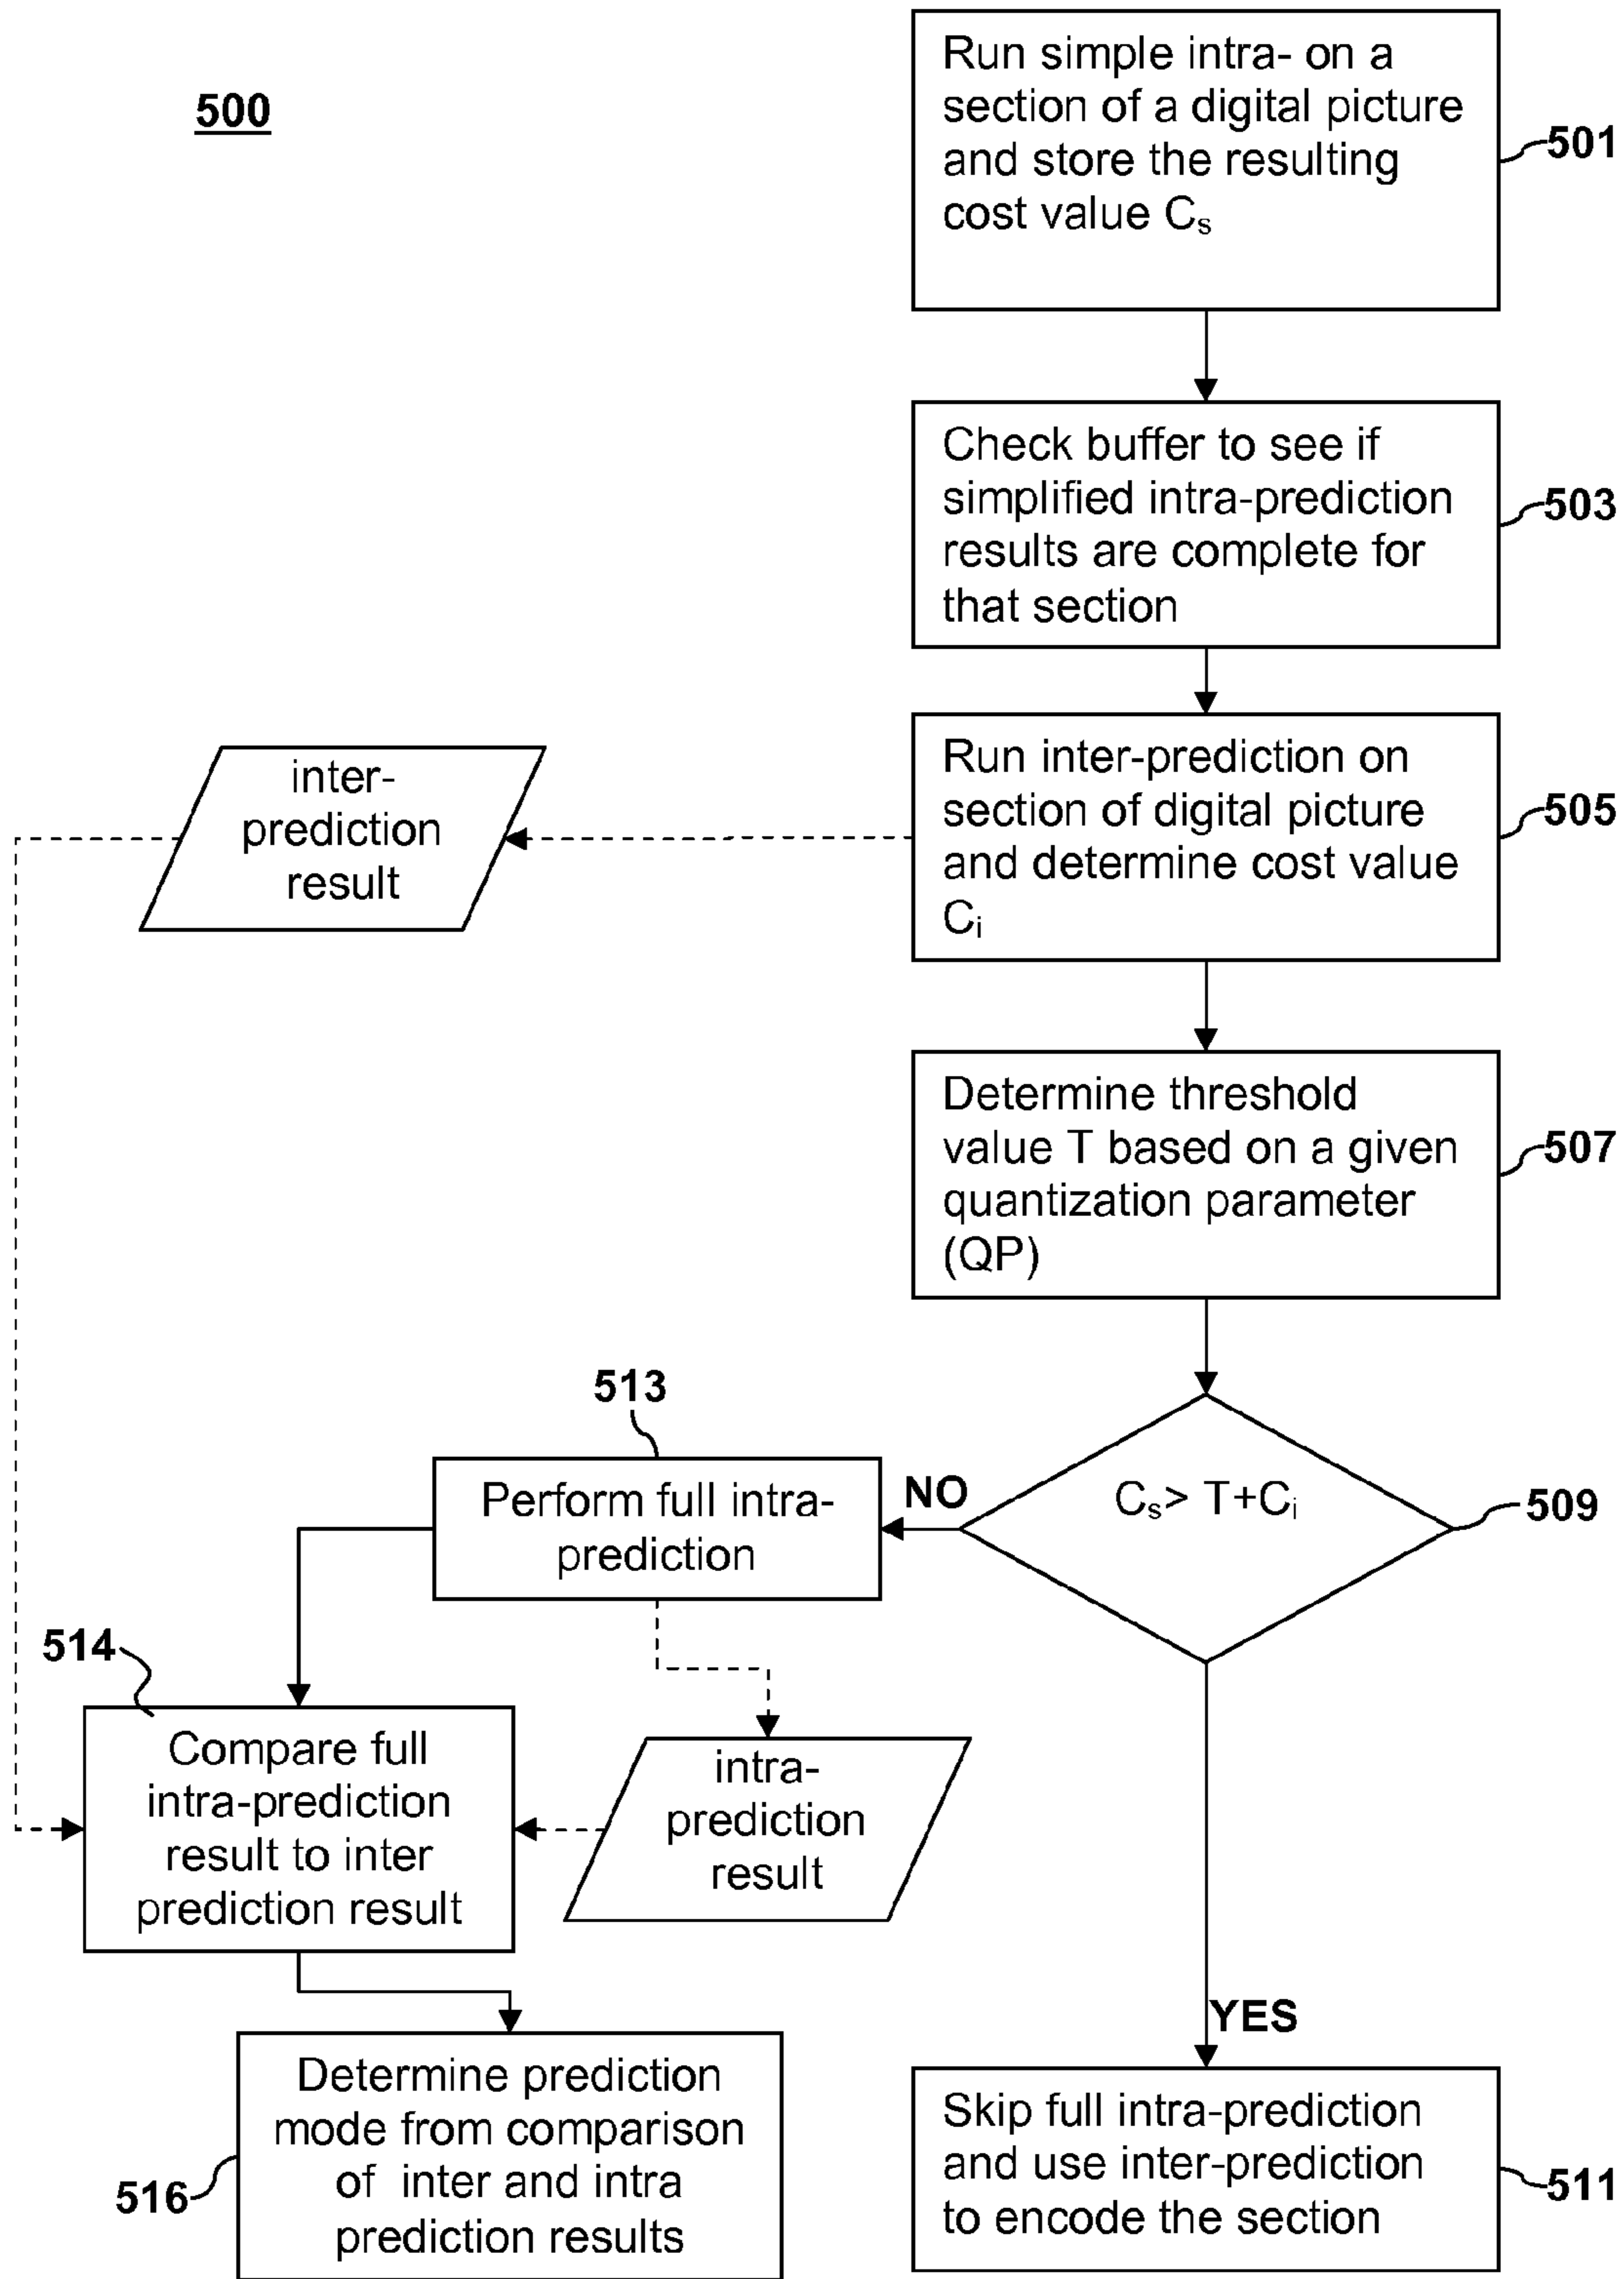 500
Run simple intra- on a
section of a digital picture
and store the resulting
cost value Cs
501
Check buffer to see if
simplified intra-prediction
results are complete for
that section
503
inter-
prediction
result
Run inter-prediction on
section of digital picture
and determine cost value
Ci
505
Determine threshold
value T based on a given
quantization parameter
(QP)
507
Cs> T+Ci
509
NO
513
Perform full intra-
prediction
514
Compare full
intra-prediction
result to inter
prediction result
intra-
prediction
result
YES
Determine prediction
mode from comparison
of inter and intra
prediction results
516
Skip full intra-prediction
and use inter-prediction
to encode the section
511